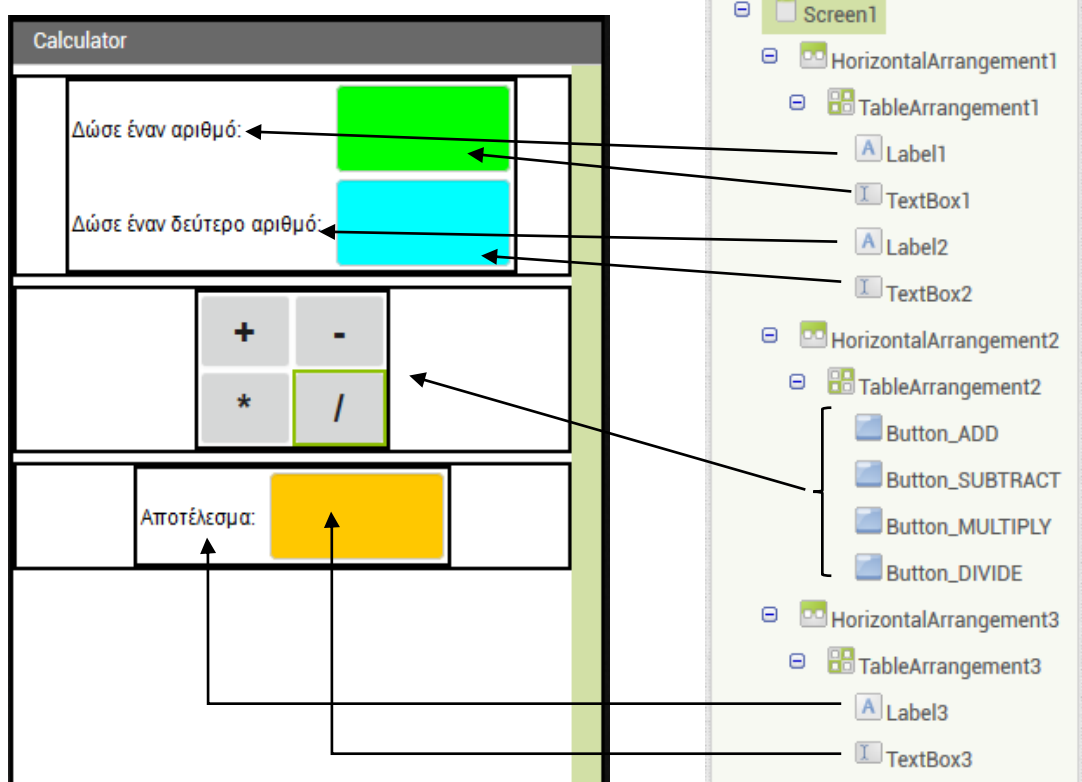 Calculator
Δώσε έναν αριθμό:
Δώσε έναν δεύτερο αριθμό:
+ -
* /
Αποτέλεσμα:
Screen1
HorizontalArrangement1
TableArrangement1
Label1
TextBox1
Label2
TextBox2
HorizontalArrangement2
TableArrangement2
Button_ADD
Button_SUBTRACT
Button_MULTIPLY
Button_DIVIDE
HorizontalArrangement3
TableArrangement3
Label3
TextBox3